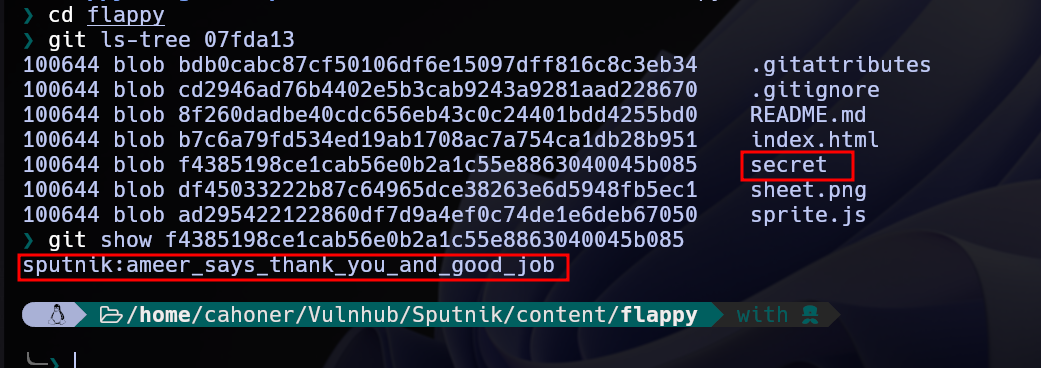 ❯ cd flappy
❯ git ls-tree 07fda13
100644 blob bdb0cabc87cf50106df6e15097dff816c8c3eb34 .gitattributes
100644 blob cd2946ad76b4402e5b3cab9243a9281aad228670 .gitignore
100644 blob 8f260dadbe40cdc656eb43c0c24401bdd4255bd0 README.md
100644 blob b7c6a79fd534ed19ab1708ac7a754ca1db28b951 index.html
100644 blob f4385198ce1cab56e0b2a1c55e8863040045b085 secret
100644 blob df45033222b87c64965dce38263e6d5948fb5ec1 sheet.png
100644 blob ad295422122860df7d9a4ef0c74de1e6deb67050 sprite.js
❯ git show f4385198ce1cab56e0b2a1c55e8863040045b085
sputnik:ameer_says_thank_you_and_good_job
/home/cahoner/Vulnhub/Sputnik/content/flappy with